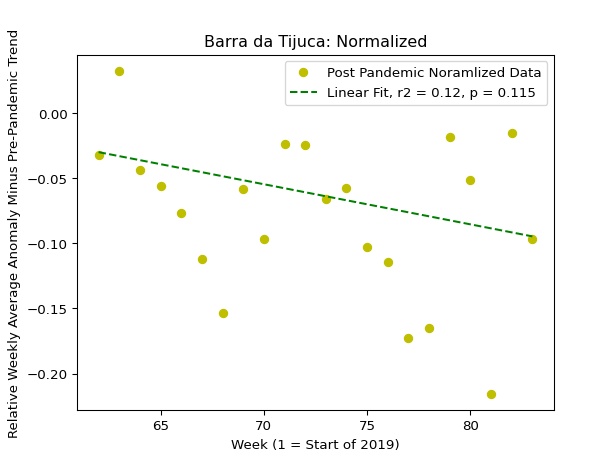 Barra da Tijuca: Normalized
Relative Weekly Average Anomaly Minus Pre-Pandemic Trend
Post Pandemic Noramlized Data
Linear Fit, r2 = 0.12, p = 0.115
0.00
−0.05
−0.10
−0.15
−0.20
65 70 75 80
Week (1 = Start of 2019)